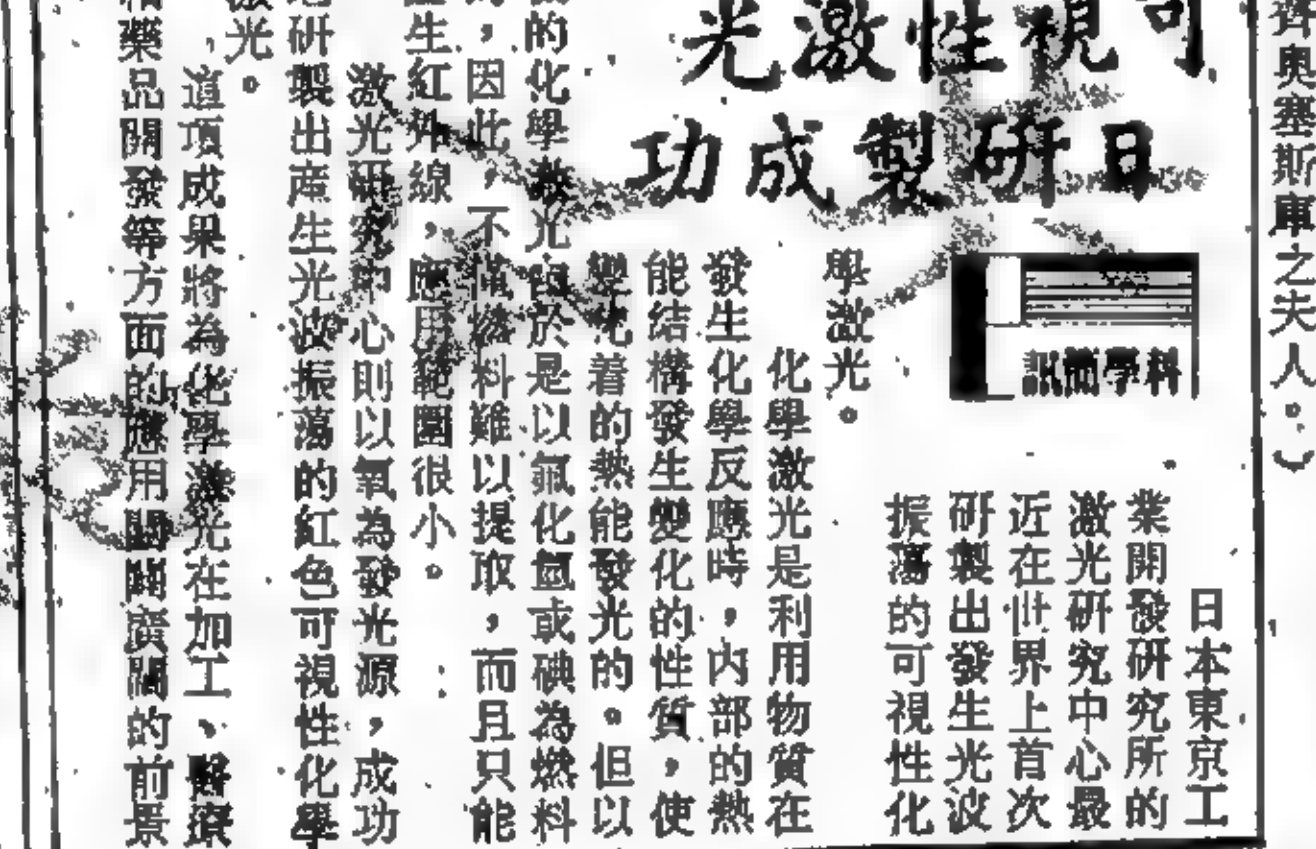 齊奥塞斯庫之夫人。）
可視性激光
日研製成功
科學簡訊
日本東京工
業開發研究所的
激光研究中心最
近在世界上首次
研製出發生光波
振蕩的可視性化
學激光。
化學激光是利用物質在
發生化學反應時，内部的熱
能結構發生變化的性質，使
變化着的熱能發光的。但以
的化學激光由於是以氟化氫或碘為燃料
，因此，不僅燃料難以提取，而且只能
生紅外線，應用範圍很小。
激光研究中心則以氧為發光源，成功
研製出産生光波振蕩的紅色可視性化學
激光。
這項成果將為化學激光在加工、醫療
藥品開發等方面的應用開闢廣闊的前景